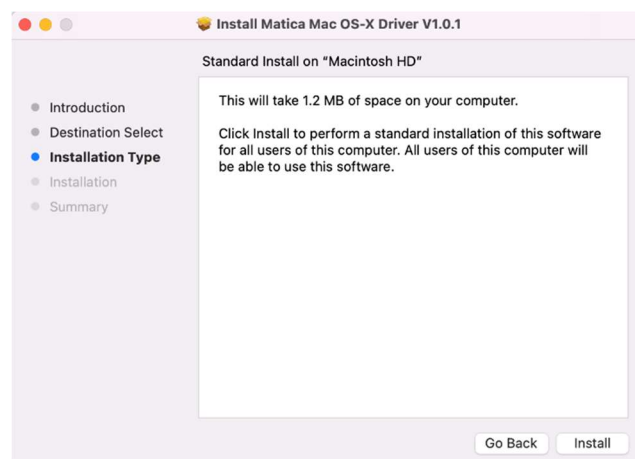 Install Matica Mac OS-X Driver V1.0.1
Standard Install on “Macintosh HD”
Introduction
Destination Select
Installation Type
Installation
Summary
This will take 1.2 MB of space on your computer.
Click Install to perform a standard installation of this software
for all users of this computer. All users of this computer will
be able to use this software.
Go Back
Install